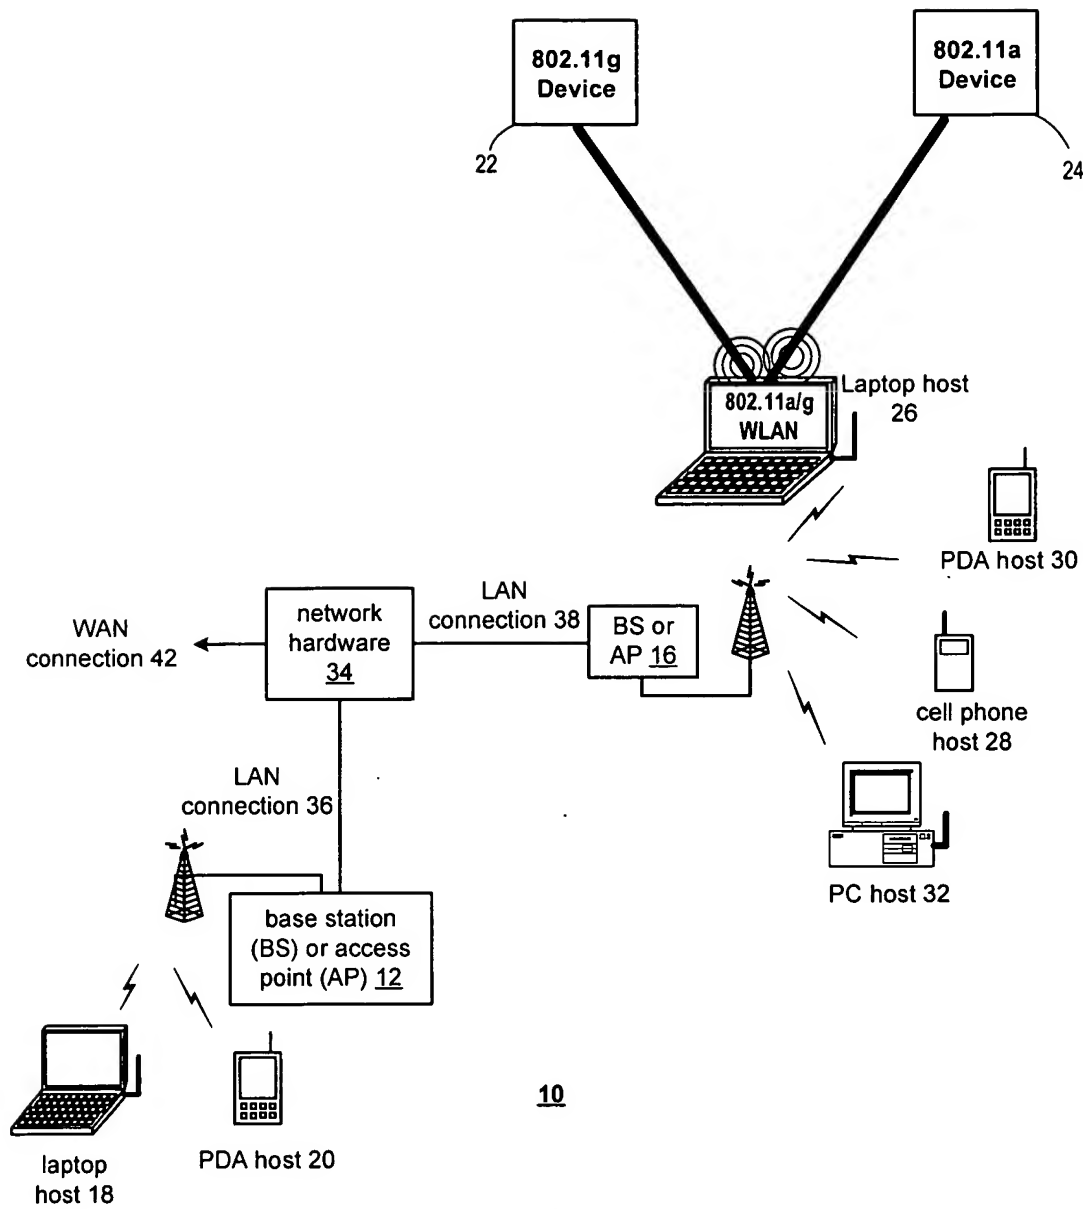 802.11g
Device
802.11a
Device
22
24
802.11a/g
WLAN
Laptop host
26
PDA host 30
LAN
connection 38
network
hardware
34
WAN
connection 42
BS or
AP 16
cell phone
host 28
LAN
connection 36
PC host 32
base station
(BS) or access
point (AP) 12
10
laptop
host 18
PDA host 20